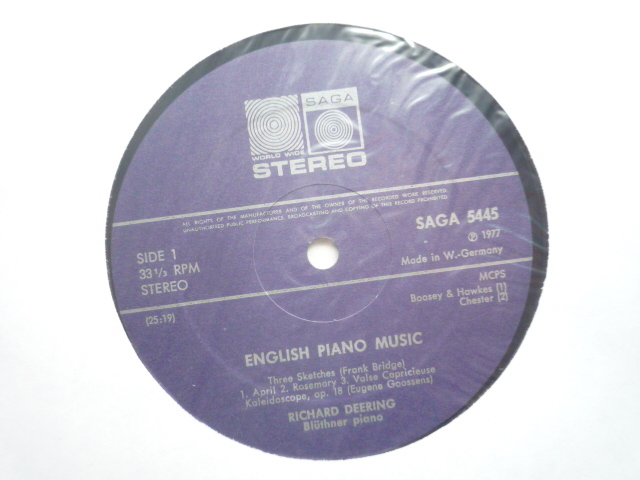 SAGA
WORLD WIDE
STEREO
ALL RIGHTS OF THE MANUFACTURER AND OF THE OWNER OF THE RECORDED WORK RESERVED.
UNAUTHORISED PUBLIC PERFORMANCE, BROADCASTING AND COPYING OF THIS RECORD PROHIBITED.
SIDE 1
33 1/3 RPM
STEREO
SAGA 5445
℗ 1977
Made in W.-Germany
(25:19)
MCPS
Boosey & Hawkes (1)
Chester (2)
ENGLISH PIANO MUSIC
Three Sketches (Frank Bridge)
1. April 2. Rosemary 3. Valse Capricieuse
Kaleidoscope, op. 18 (Eugene Goossens)
RICHARD DEERING
Blüthner piano